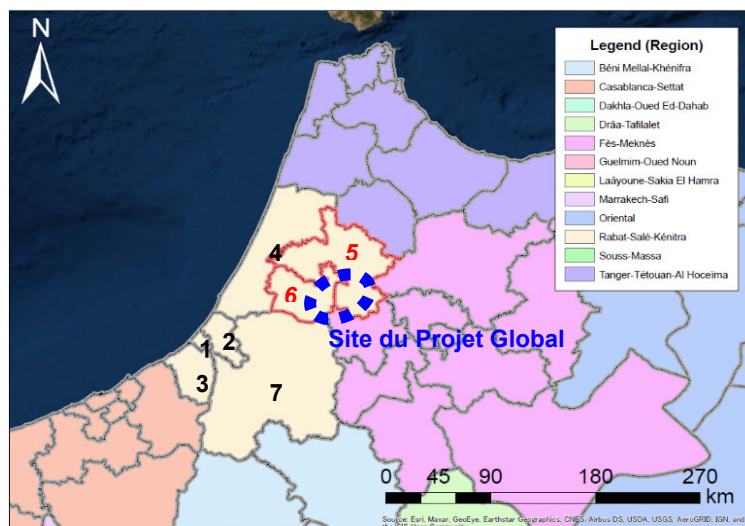 N
Legend (Region)
Béni Mellal-Khénifra
Casablanca-Settat
Dakhla-Oued Ed-Dahab
Drâa-Tafilalet
Fès-Meknès
Guelmim-Oued Noun
Laâyoune-Sakia El Hamra
Marrakech-Safi
Oriental
Rabat-Salé-Kénitra
Souss-Massa
Tanger-Tétouan-Al Hoceïma
4
5
6
Site du Projet Global
1
2
3
7
0 45 90 180 270
km
Source: Esri, Maxar, GeoEye, Earthstar Geographics, CNES/Airbus DS, USDA, USGS, AeroGRID, IGN, and